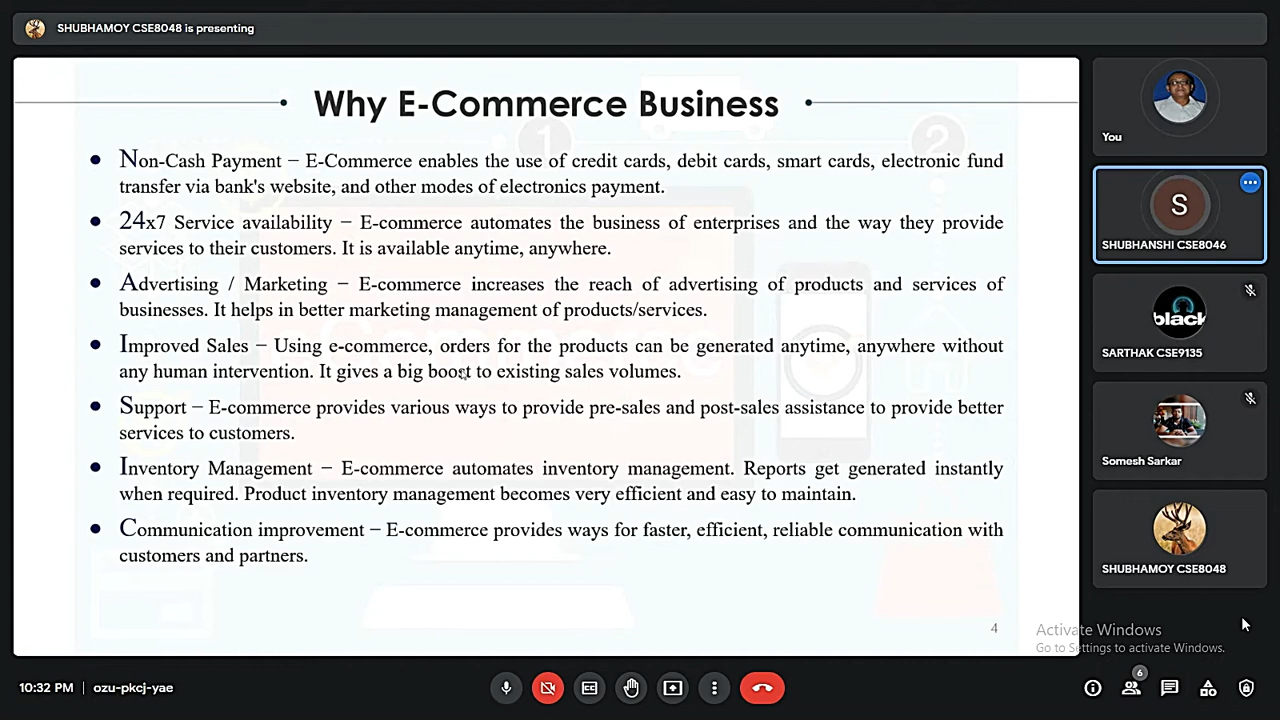 SHUBHAMOY CSE8048 is presenting
Why E-Commerce Business
Non-Cash Payment − E-Commerce enables the use of credit cards, debit cards, smart cards, electronic fund
transfer via bank's website, and other modes of electronics payment.
24x7 Service availability − E-commerce automates the business of enterprises and the way they provide
services to their customers. It is available anytime, anywhere.
Advertising / Marketing − E-commerce increases the reach of advertising of products and services of
businesses. It helps in better marketing management of products/services.
Improved Sales − Using e-commerce, orders for the products can be generated anytime, anywhere without
any human intervention. It gives a big boost to existing sales volumes.
Support − E-commerce provides various ways to provide pre-sales and post-sales assistance to provide better
services to customers.
Inventory Management − E-commerce automates inventory management. Reports get generated instantly
when required. Product inventory management becomes very efficient and easy to maintain.
Communication improvement − E-commerce provides ways for faster, efficient, reliable communication with
customers and partners.
4
You
S
SHUBHANSHI CSE8046
black
SARTHAK CSE9135
Somesh Sarkar
SHUBHAMOY CSE8048
Activate Windows
Go to Settings to activate Windows.
10:32 PM | ozu-pkcj-yae
6